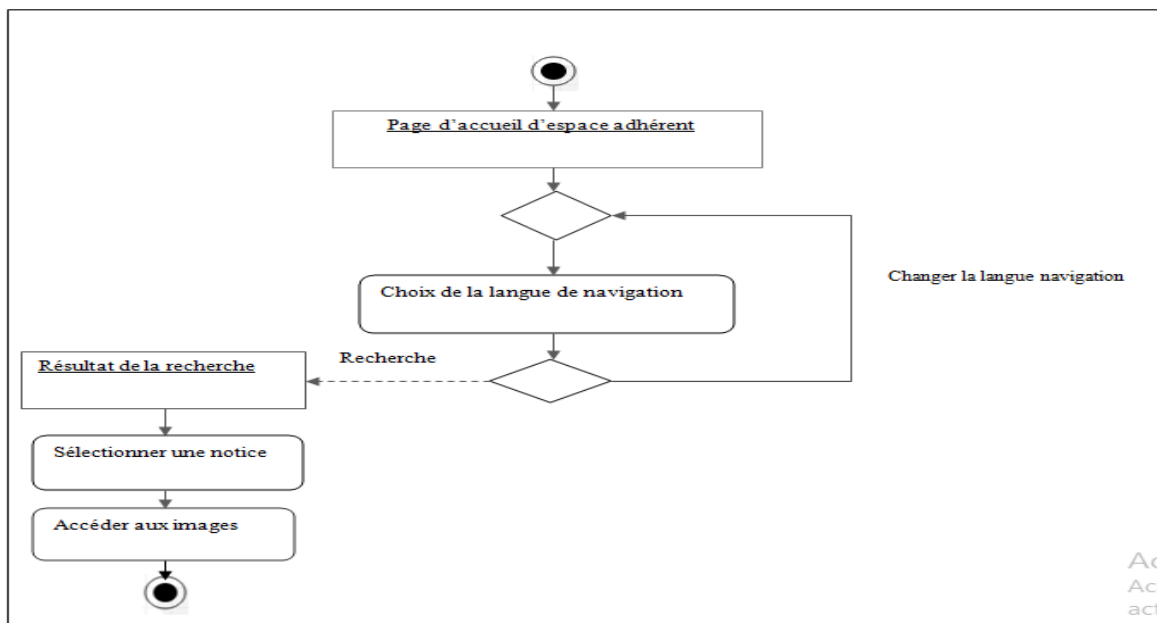 Page d'accueil d'espace adhérent
Changer la langue navigation
Choix de la langue de navigation
Recherche
Résultat de la recherche
Sélectionner une notice
Accéder aux images